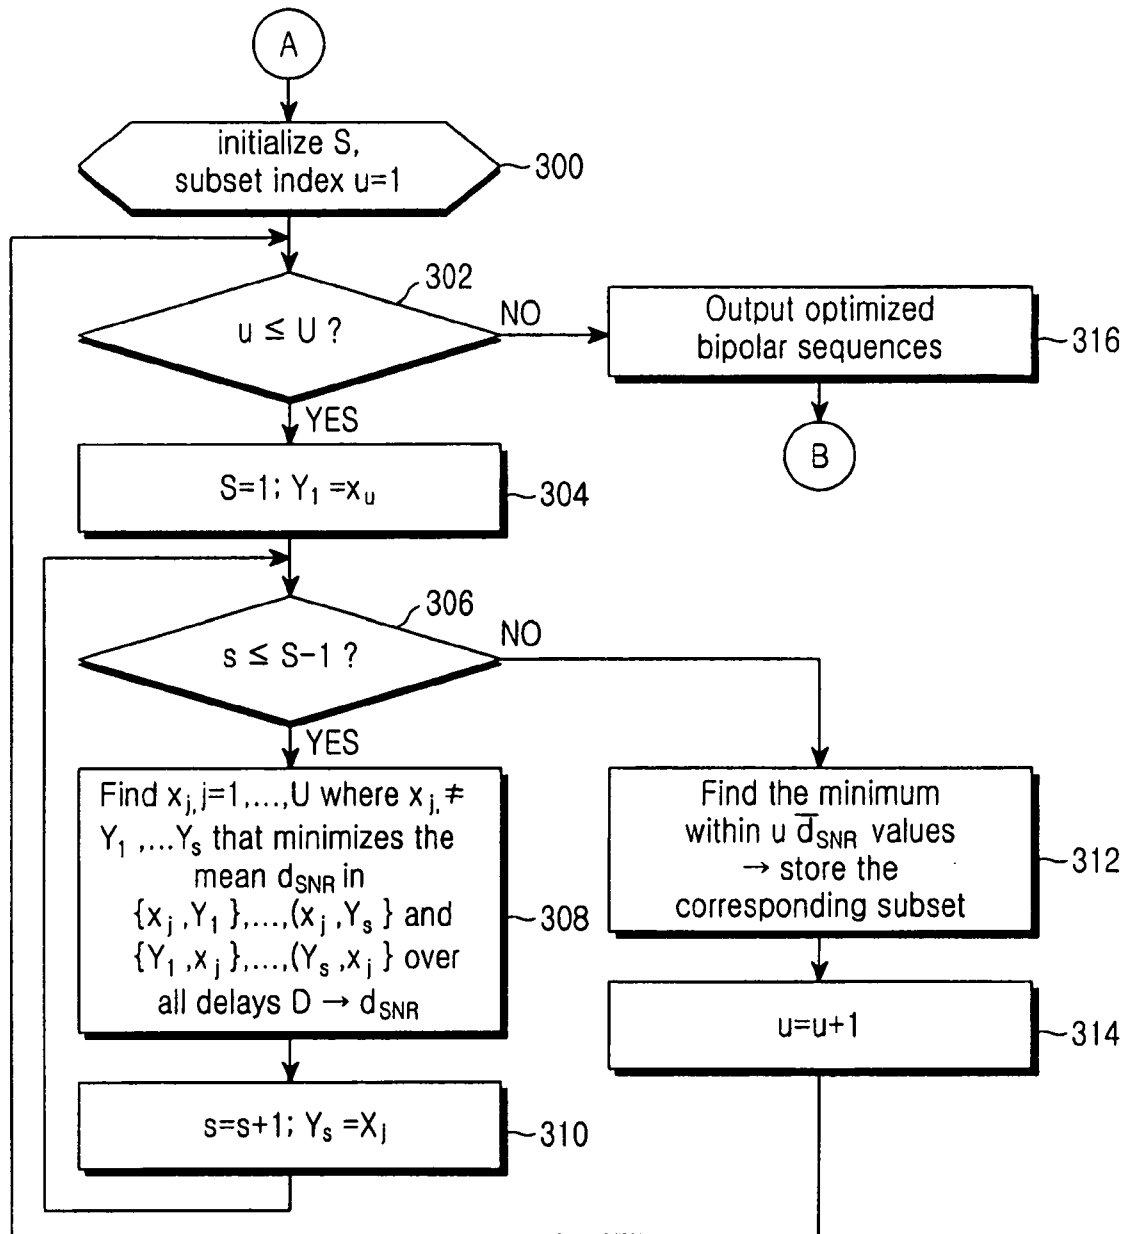 A
initialize S,
subset index u=1
300
302
u ≤ U ?
NO
Output optimized
bipolar sequences
316
YES
B
S=1; Y₁ =xᵤ
304
306
s ≤ S−1 ?
NO
YES
Find xⱼ, j=1,...,U where xⱼ, ≠
Y₁ ,...Yₛ that minimizes the
mean d_SNR in
{xⱼ ,Y₁ },...,(xⱼ ,Yₛ } and
{Y₁ ,xⱼ },...,(Yₛ ,xⱼ } over
all delays D → d_SNR
308
Find the minimum
within u d̅_SNR values
→ store the
corresponding subset
312
u=u+1
314
s=s+1; Yₛ =Xⱼ
310